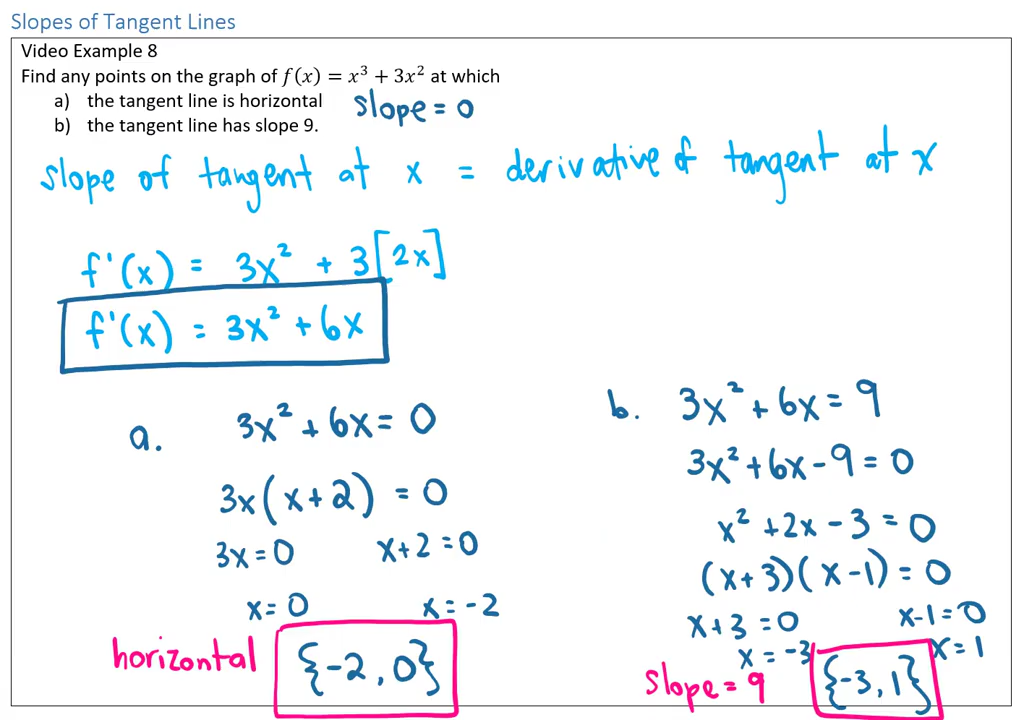 Slopes of Tangent Lines
Video Example 8
Find any points on the graph of f(x) = x³ + 3x² at which
a) the tangent line is horizontal slope = 0
b) the tangent line has slope 9.
slope of tangent at x = derivative of tangent at x
f'(x) = 3x² + 3[2x]
f'(x) = 3x² + 6x
a. 3x² + 6x = 0
3x(x+2) = 0
3x = 0 x+2 = 0
x = 0 x = -2
horizontal {-2, 0}
b. 3x² + 6x = 9
3x² + 6x - 9 = 0
x² + 2x - 3 = 0
(x+3)(x-1) = 0
x+3 = 0 x-1 = 0
x = -3 x = 1
slope = 9 {-3, 1}